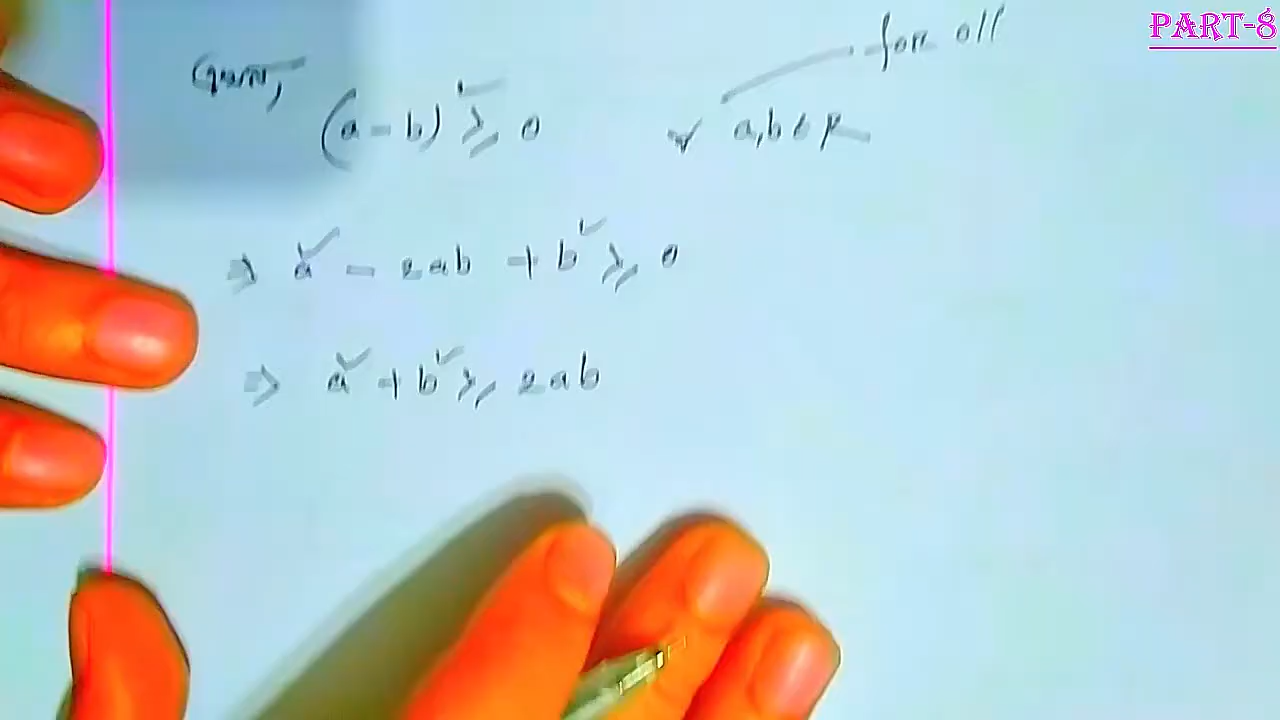 PART-8
for all
(a - b)² ≥ 0 ∀ a, b ∈ R
⇒ a² - 2ab + b² ≥ 0
⇒ a² + b² ≥ 2ab